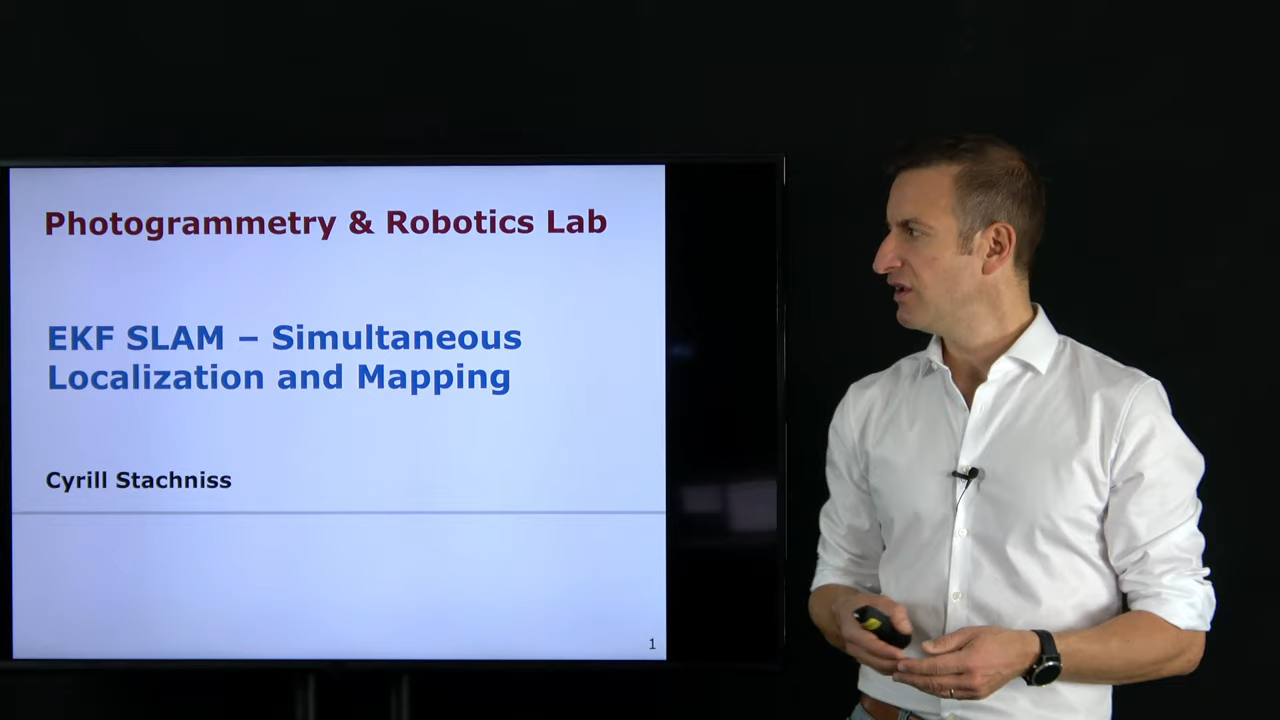 Photogrammetry & Robotics Lab
EKF SLAM – Simultaneous
Localization and Mapping
Cyrill Stachniss
1